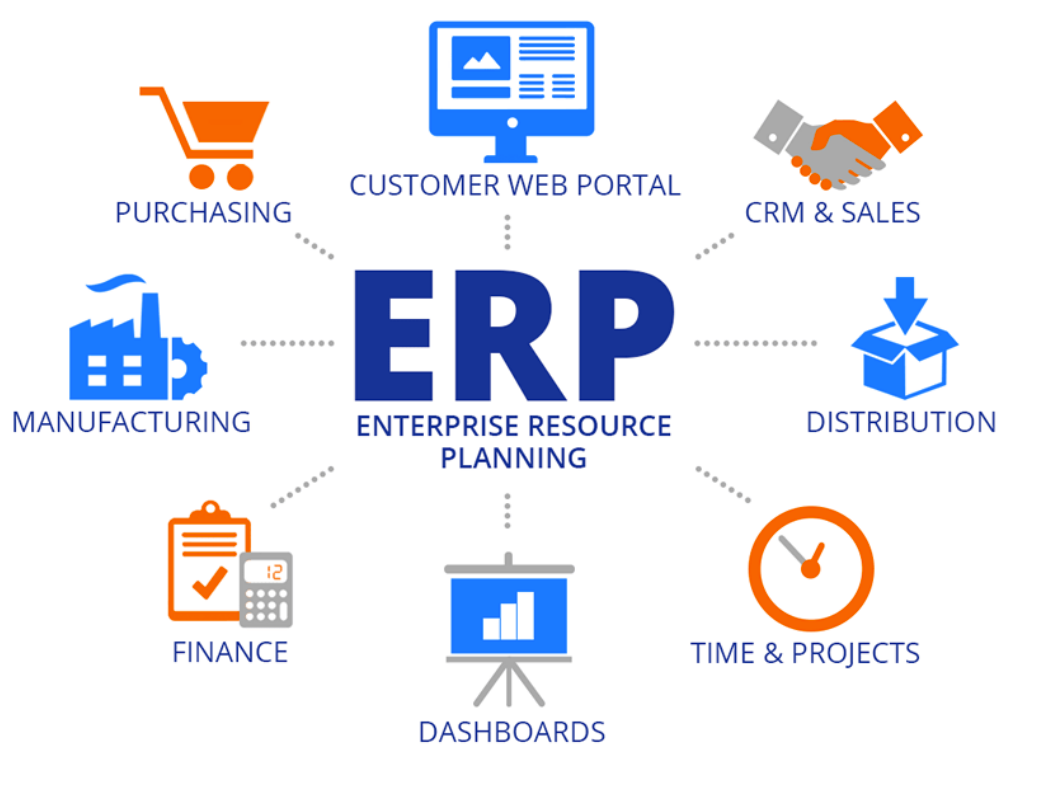 CUSTOMER WEB PORTAL
PURCHASING
CRM & SALES
ERP
MANUFACTURING
ENTERPRISE RESOURCE
PLANNING
DISTRIBUTION
12
FINANCE
TIME & PROJECTS
DASHBOARDS